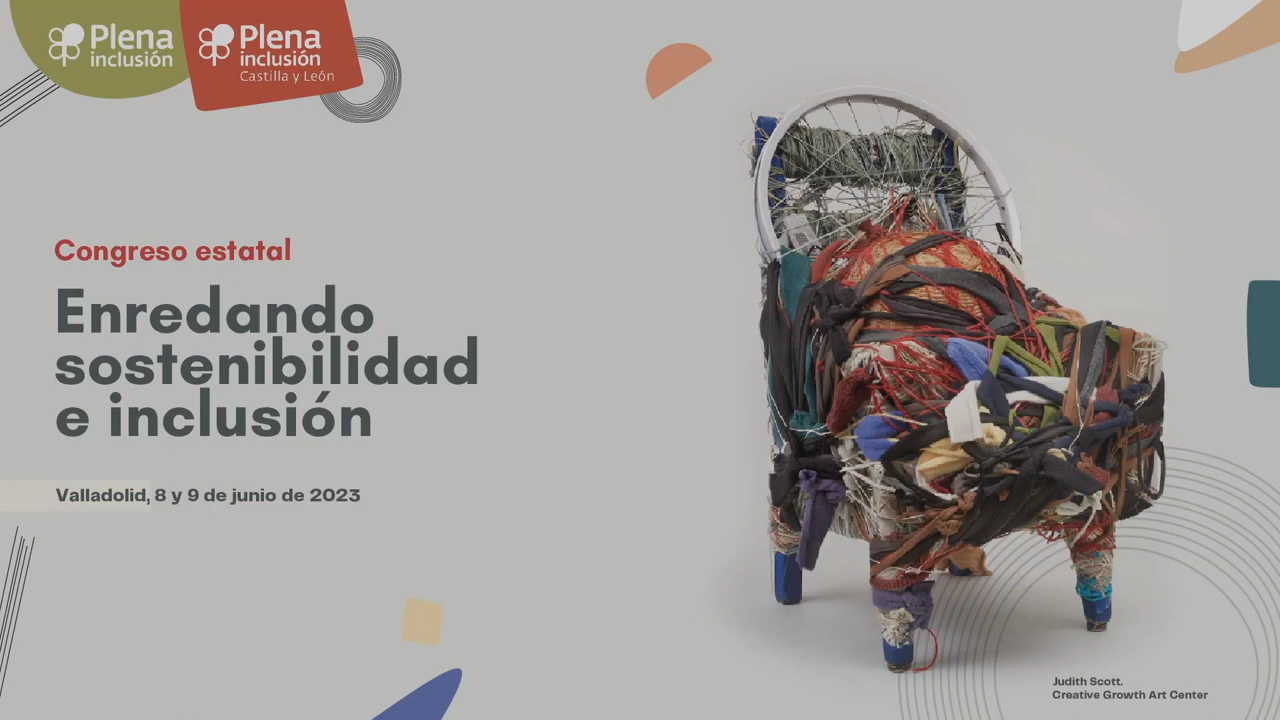 Plena
inclusión
Plena
inclusión
Castilla y León
Congreso estatal
Enredando
sostenibilidad
e inclusión
Valladolid, 8 y 9 de junio de 2023
Judith Scott.
Creative Growth Art Center